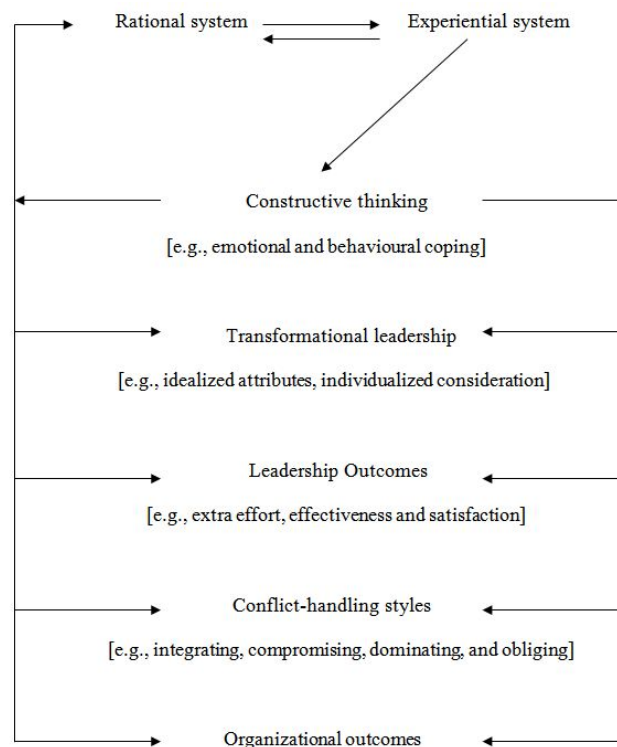 Rational system Experiential system
Constructive thinking
[e.g., emotional and behavioural coping]
Transformational leadership
[e.g., idealized attributes, individualized consideration]
Leadership Outcomes
[e.g., extra effort, effectiveness and satisfaction]
Conflict-handling styles
[e.g., integrating, compromising, dominating, and obliging]
Organizational outcomes